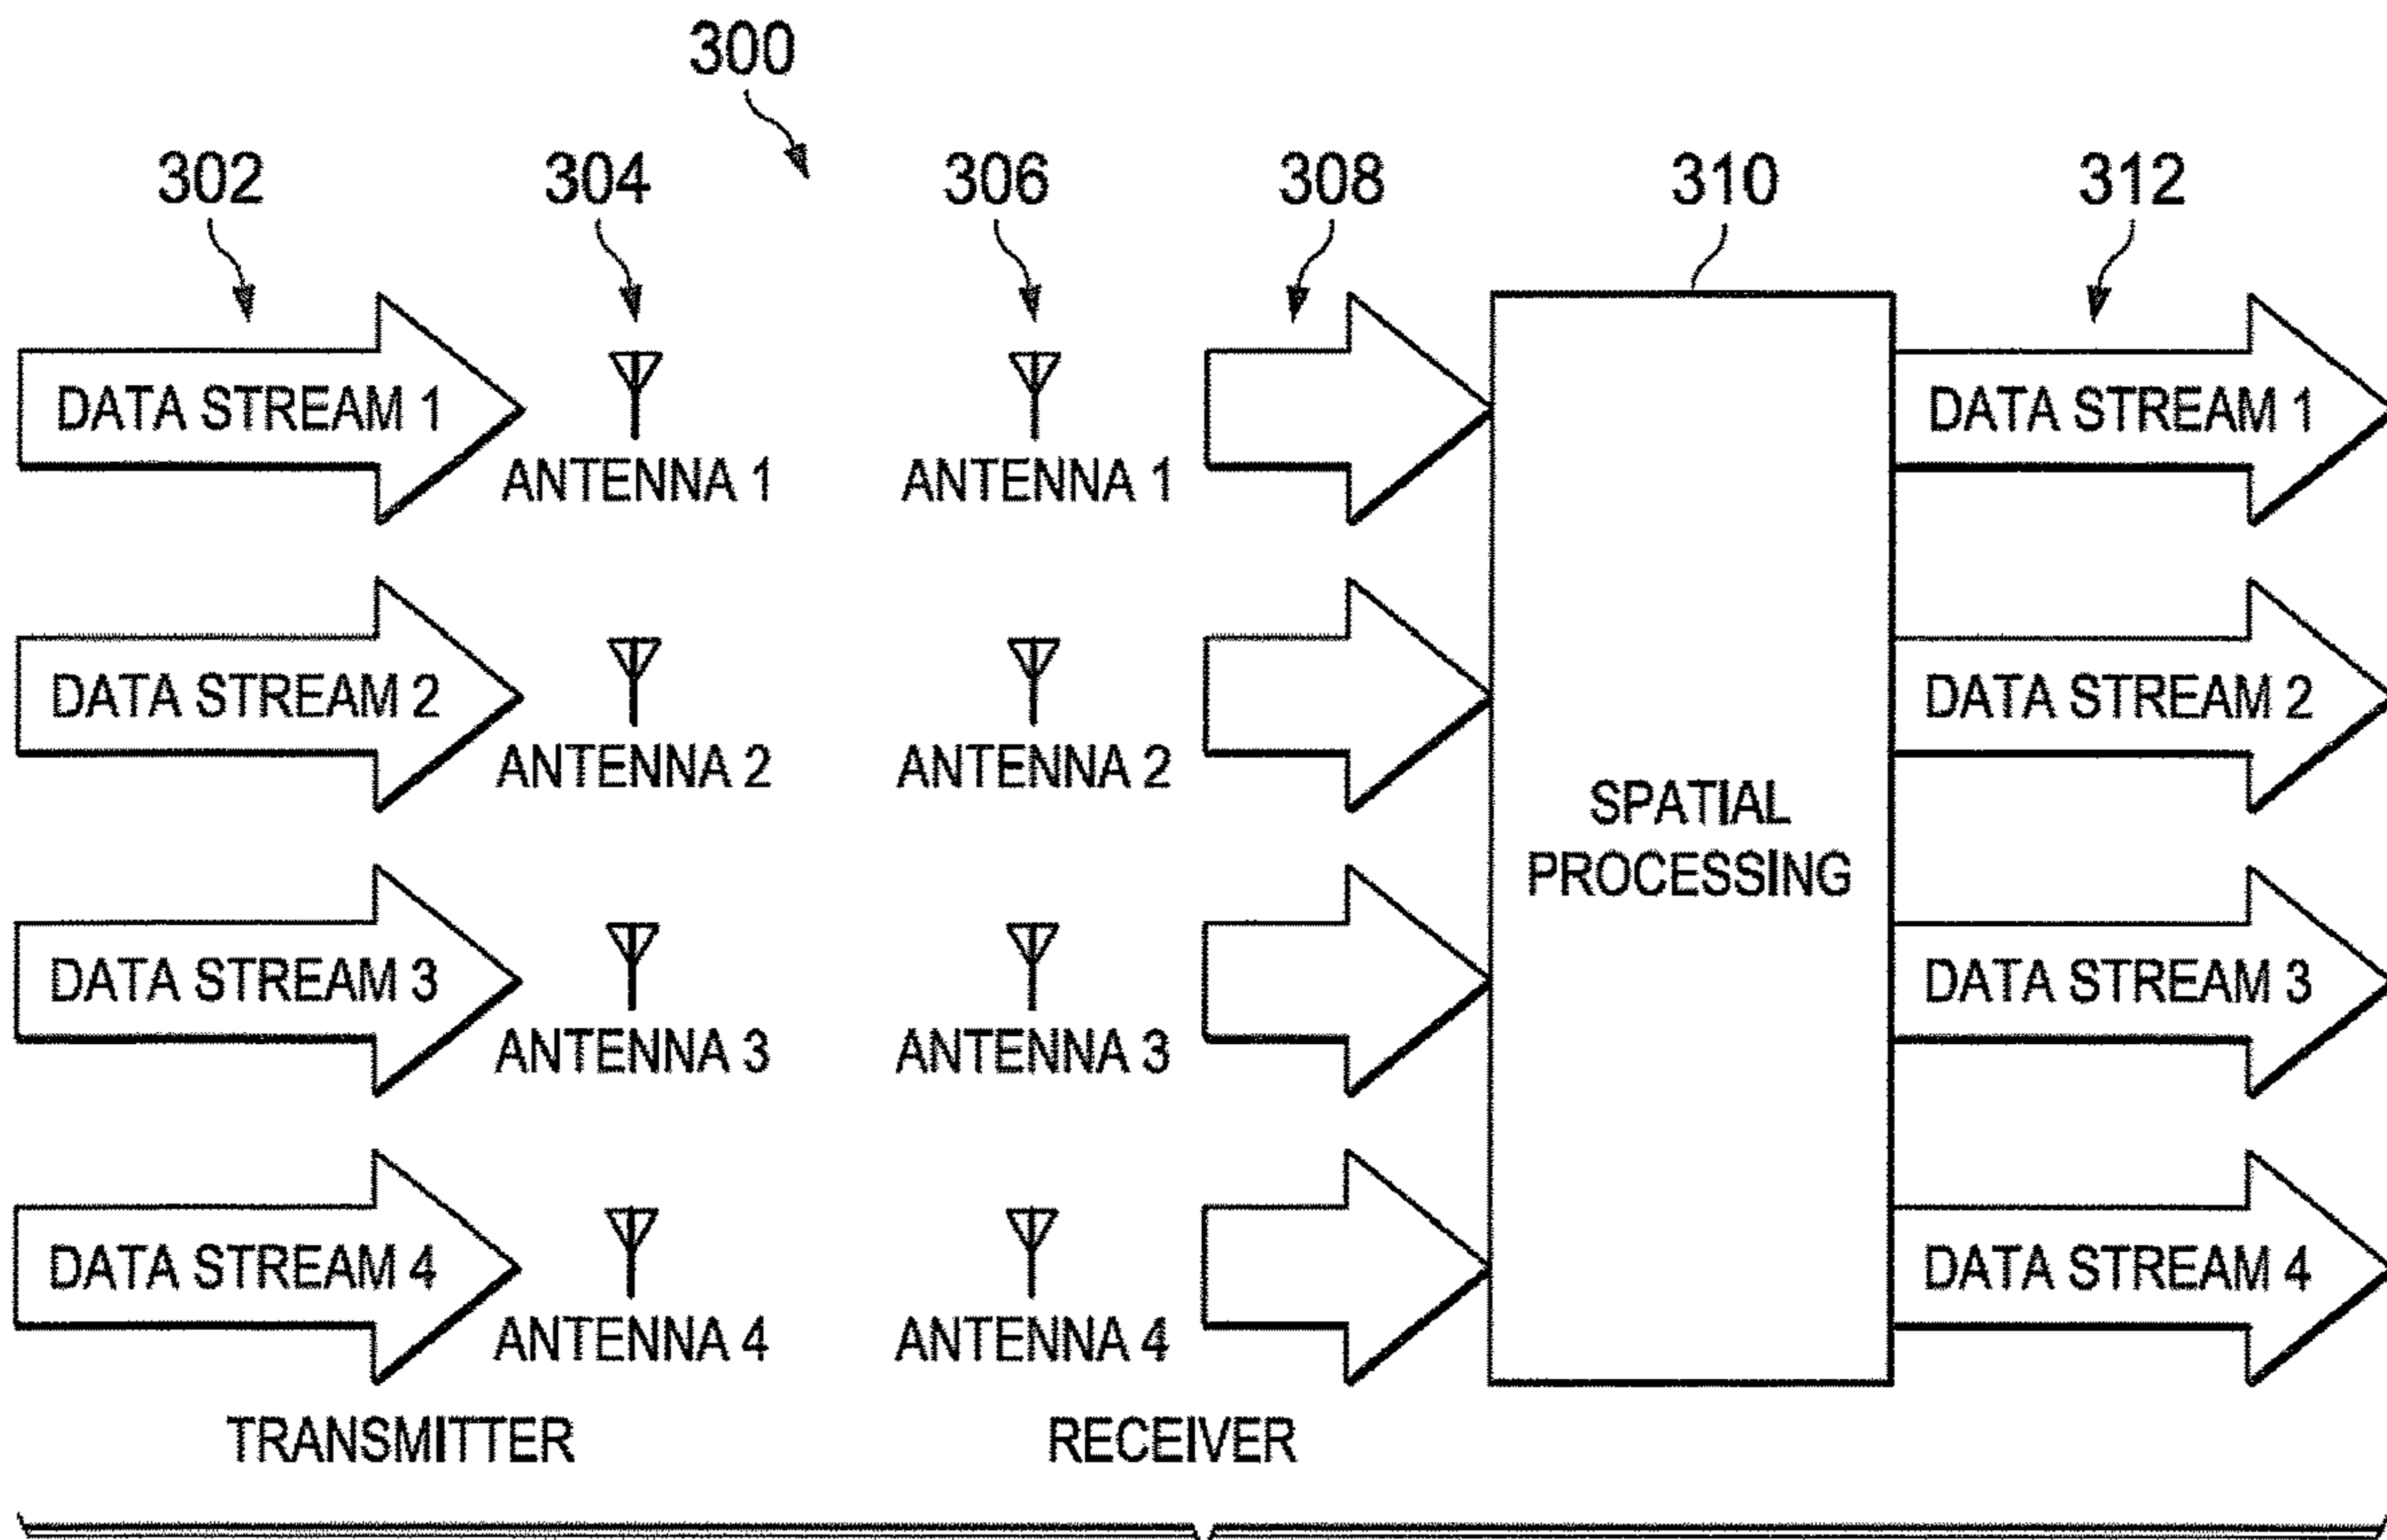 300
302 304 306 308 310 312
DATA STREAM 1 DATA STREAM 1
ANTENNA 1 ANTENNA 1
DATA STREAM 2 DATA STREAM 2
ANTENNA 2 ANTENNA 2
SPATIAL
PROCESSING
DATA STREAM 3 DATA STREAM 3
ANTENNA 3 ANTENNA 3
DATA STREAM 4 DATA STREAM 4
ANTENNA 4 ANTENNA 4
TRANSMITTER RECEIVER